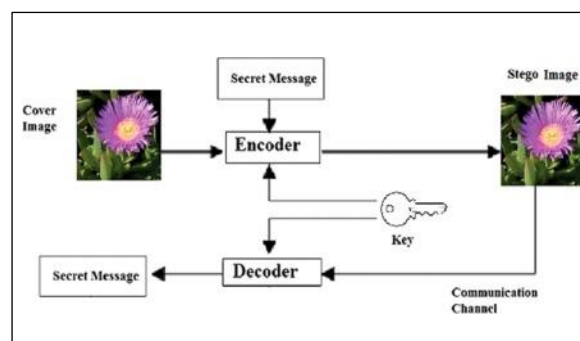 Secret Message
Stego Image
Cover
Image
Encoder
Key
Secret Message
Decoder
Communication
Channel